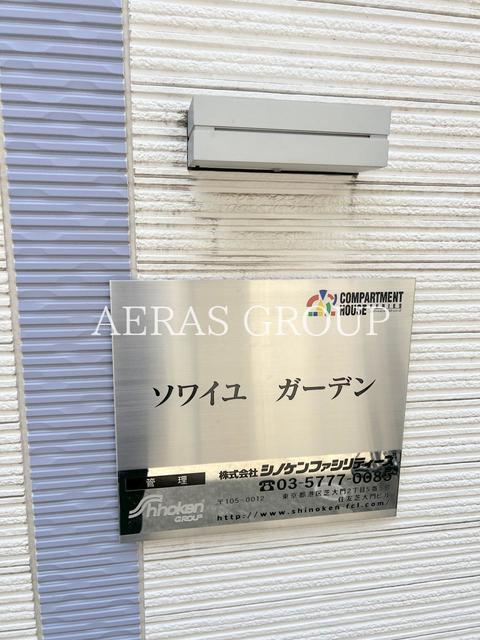 COMPARTMENT
HOUSE SERIES
AERAS GROUP
ソワイユ ガーデン
管理 株式会社 シノケンファシリティーズ
☎03-5777-0085
Shinoken
GROUP
〒105-0012 東京都港区芝大門2丁目5番5号
住友芝大門ビル
http://www.shinoken-fcl.com/